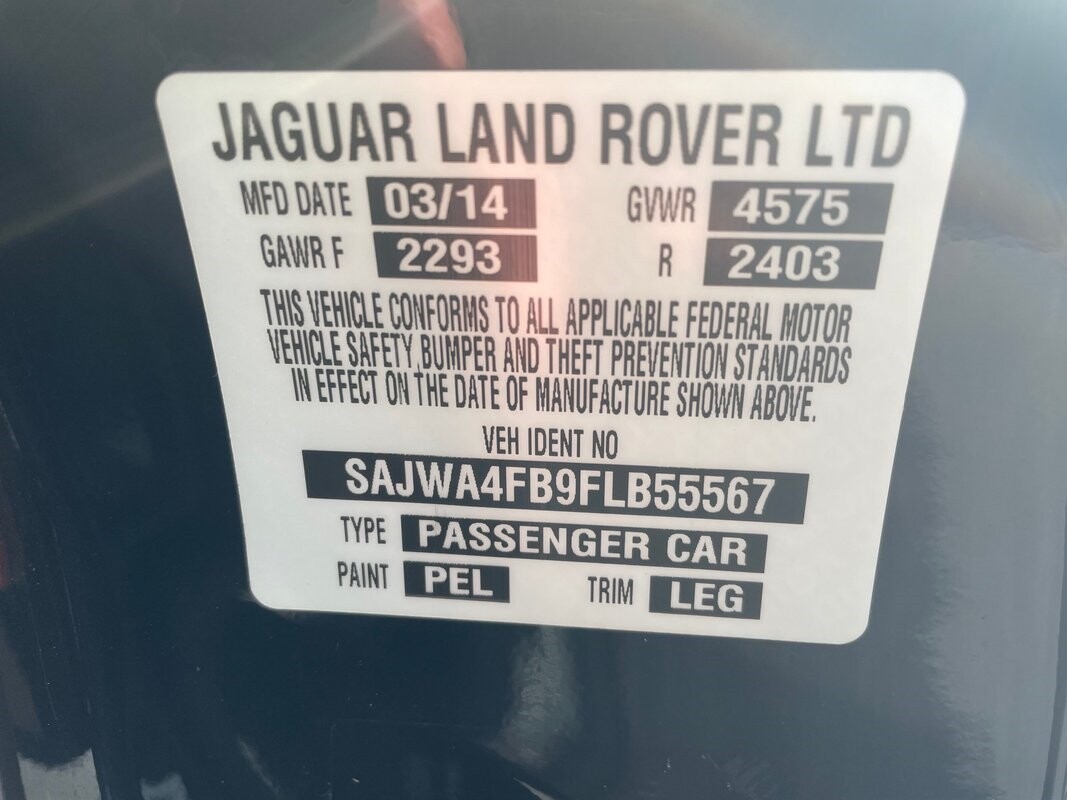 JAGUAR LAND ROVER LTD
MFD DATE 03/14 GVWR 4575
GAWR F 2293 R 2403
THIS VEHICLE CONFORMS TO ALL APPLICABLE FEDERAL MOTOR
VEHICLE SAFETY, BUMPER AND THEFT PREVENTION STANDARDS
IN EFFECT ON THE DATE OF MANUFACTURE SHOWN ABOVE.
VEH IDENT NO
SAJWA4FB9FLB55567
TYPE PASSENGER CAR
PAINT PEL TRIM LEG